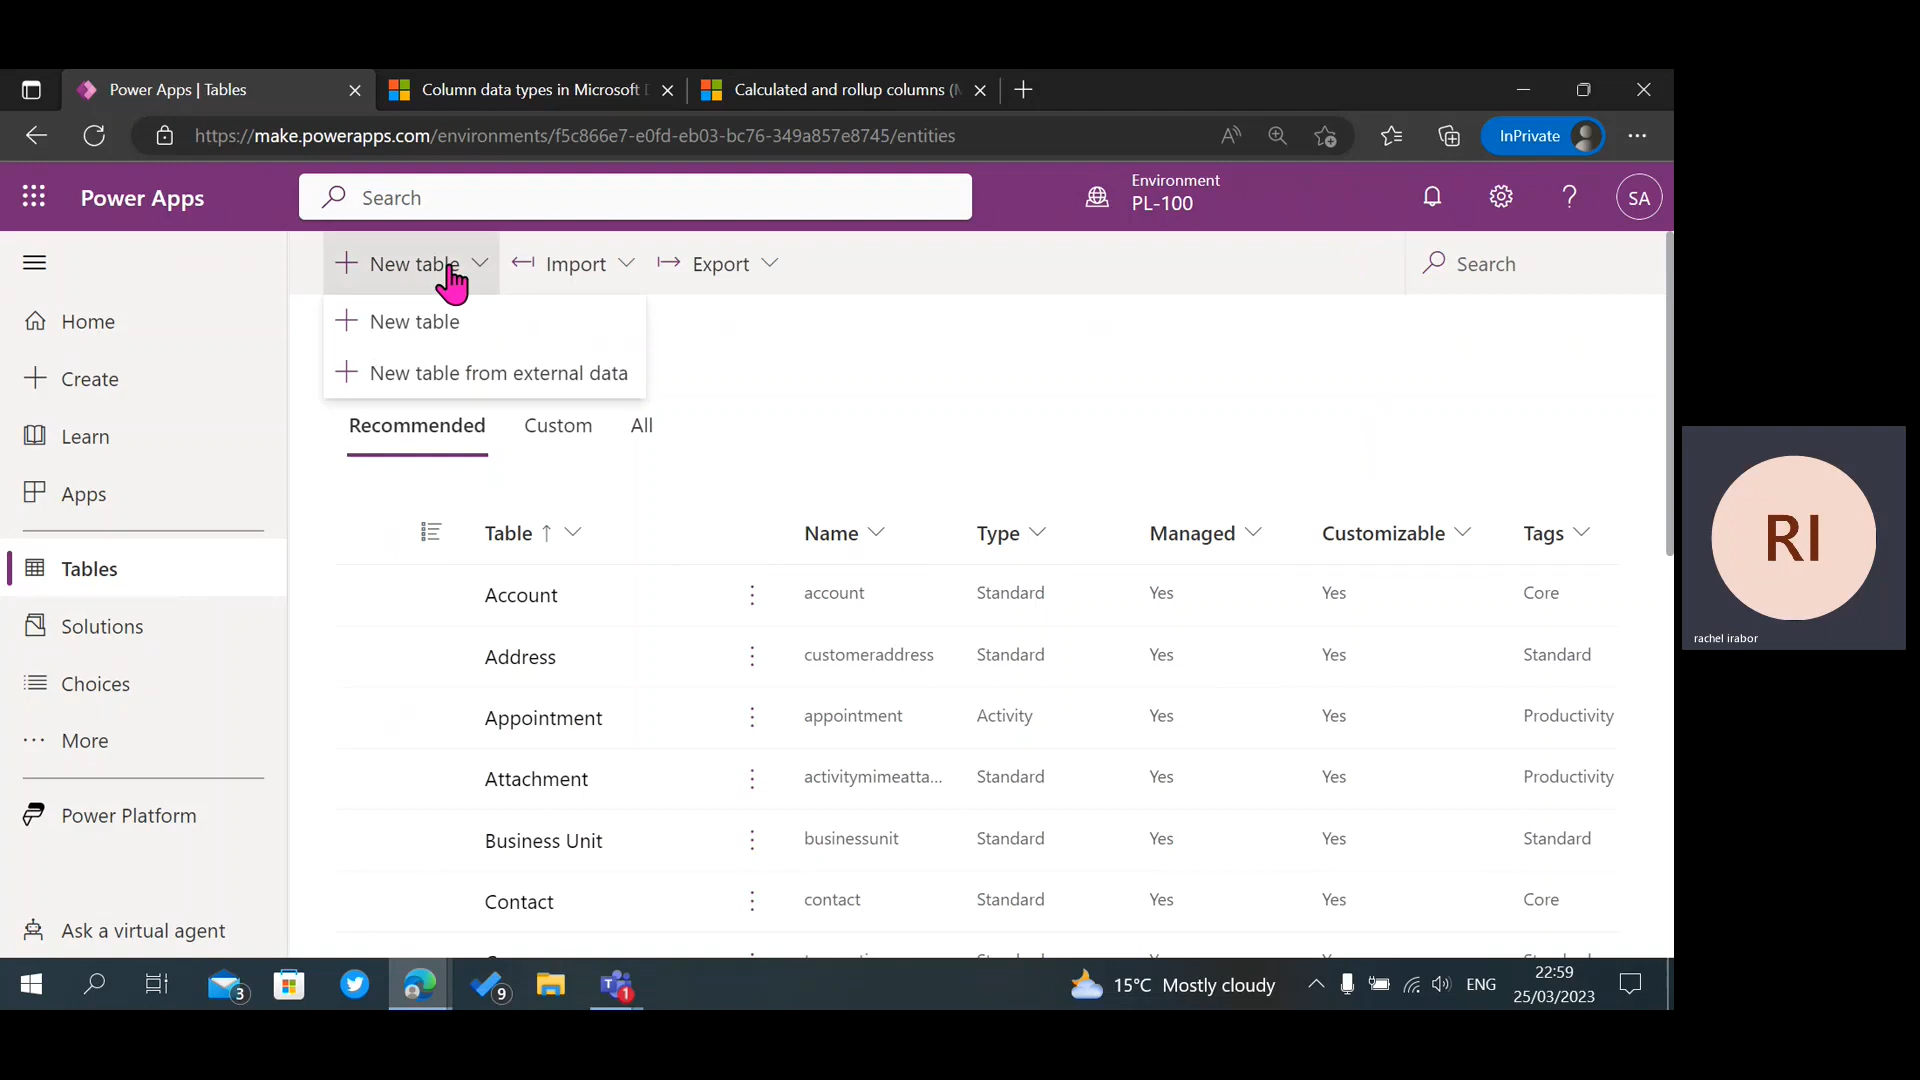 Power Apps | Tables
Column data types in Microsoft
Calculated and rollup columns (
https://make.powerapps.com/environments/f5c866e7-e0fd-eb03-bc76-349a857e8745/entities
InPrivate
Power Apps
Search
Environment
PL-100
?
SA
New table
Import
Export
Search
New table
New table from external data
Home
Create
Learn
Apps
Tables
Solutions
Choices
More
Power Platform
Ask a virtual agent
Recommended Custom All
Table Name Type Managed Customizable Tags
Account account Standard Yes Yes Core
Address customeraddress Standard Yes Yes Standard
Appointment appointment Activity Yes Yes Productivity
Attachment activitymimeatta... Standard Yes Yes Productivity
Business Unit businessunit Standard Yes Yes Standard
Contact contact Standard Yes Yes Core
RI
rachel irabor
3
9
1
15°C Mostly cloudy
ENG
22:59
25/03/2023